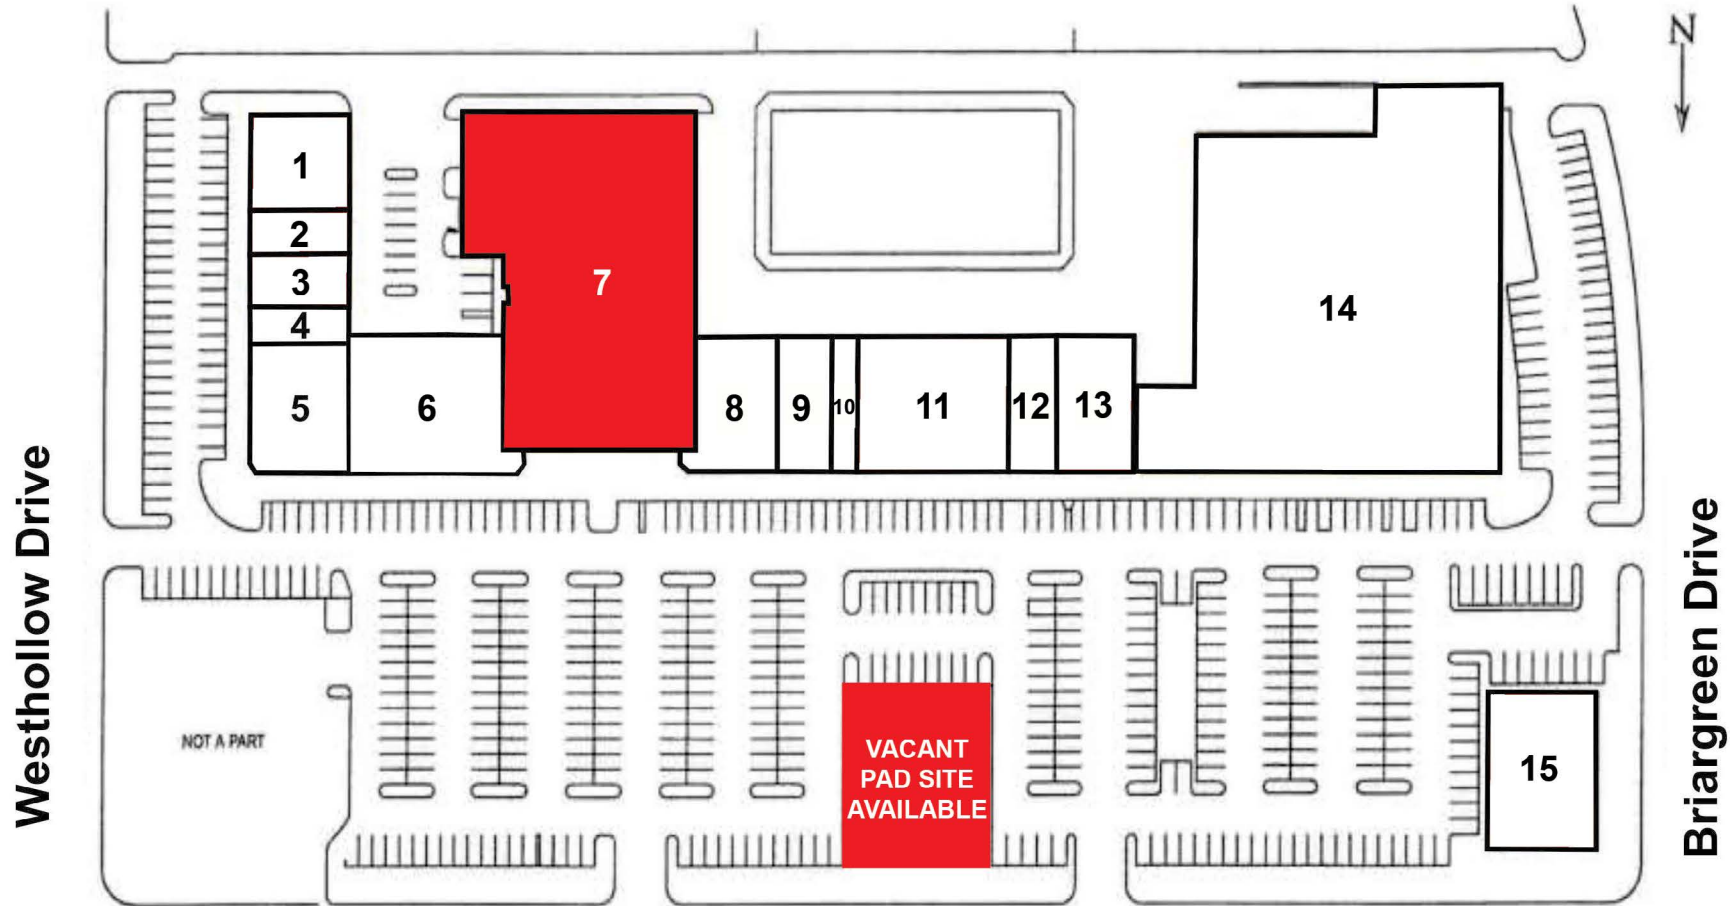 N
1
2
3
4
5
6
7
8
9
10
11
12
13
14
15
NOT A PART
VACANT
PAD SITE
AVAILABLE
Westhollow Drive
Briargreen Drive